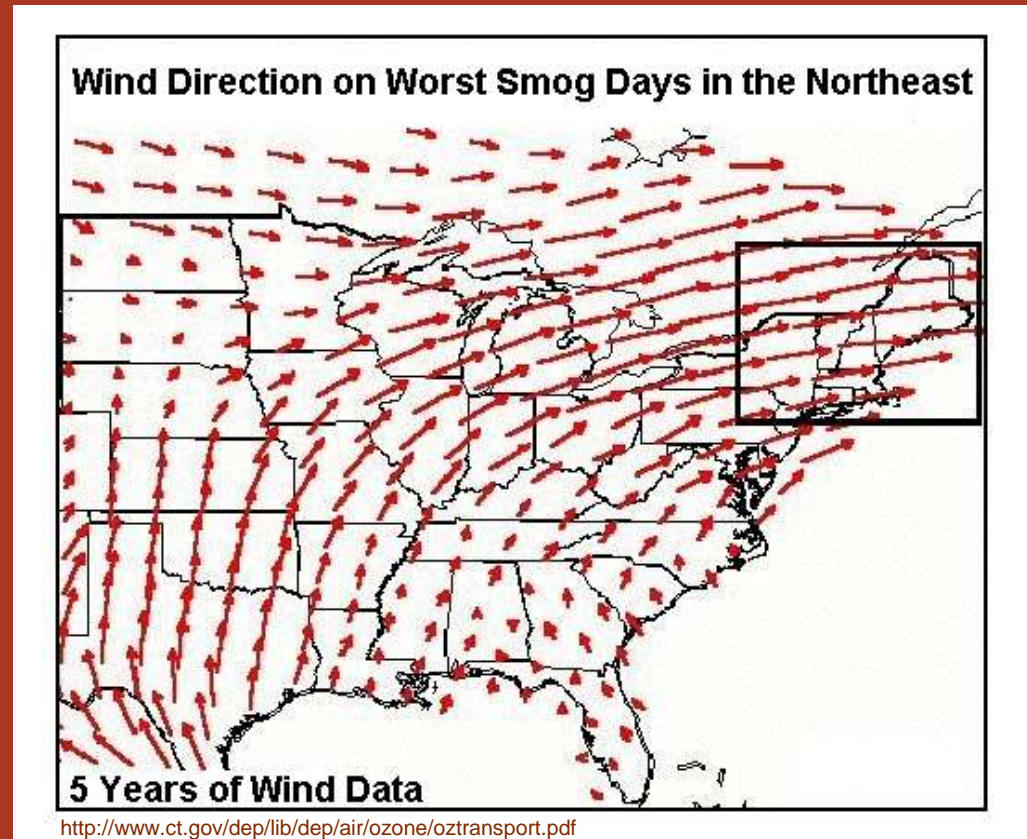 Wind Direction on Worst Smog Days in the Northeast
5 Years of Wind Data
http://www.ct.gov/dep/lib/dep/air/ozone/oztransport.pdf